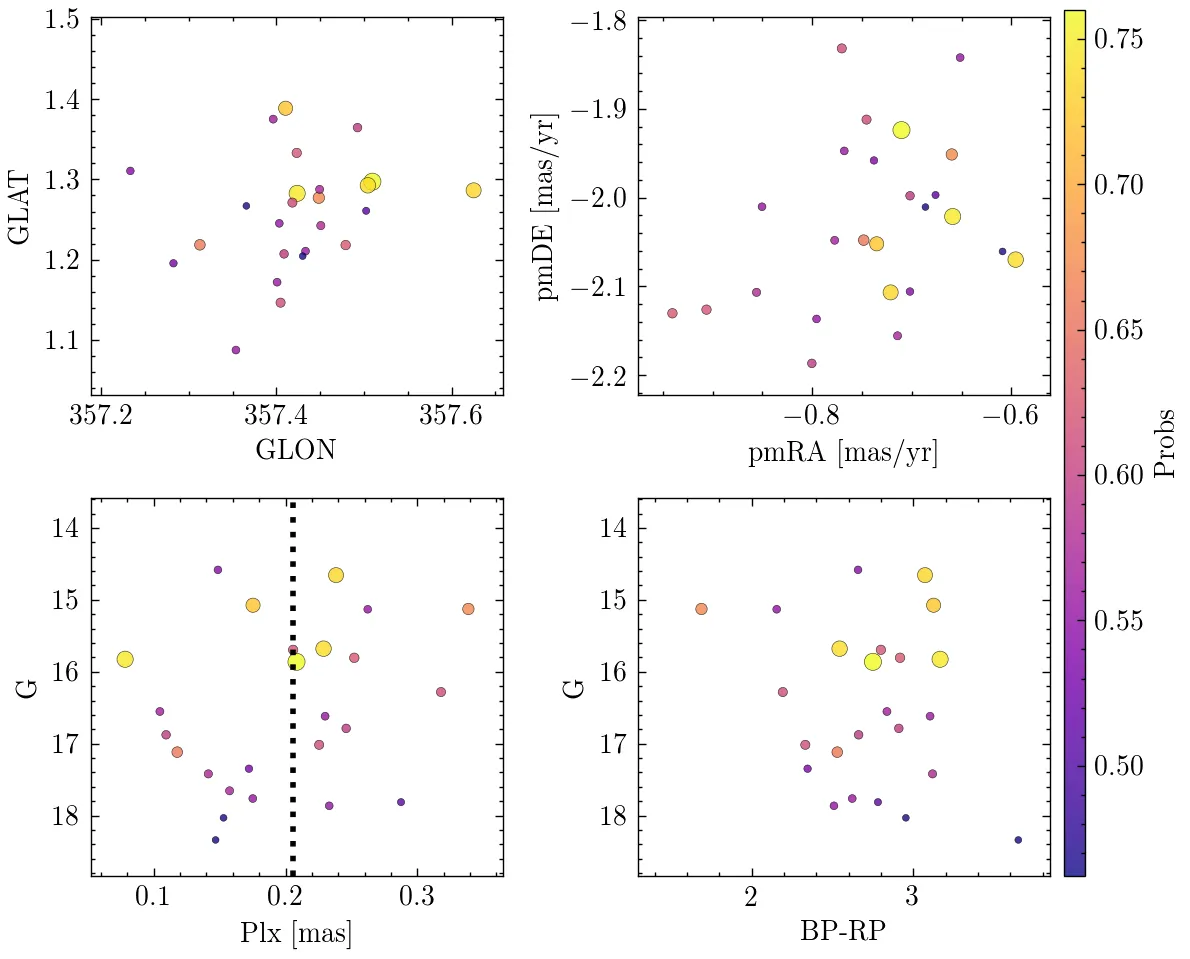 1.5
1.4
1.3
1.2
1.1
GLAT
357.2 357.4 357.6
GLON
−1.8
−1.9
−2.0
−2.1
−2.2
pmDE [mas/yr]
−0.8 −0.6
pmRA [mas/yr]
14
15
16
17
18
G
0.1 0.2 0.3
Plx [mas]
14
15
16
17
18
G
2 3
BP-RP
0.75
0.70
0.65
0.60
0.55
0.50
Probs